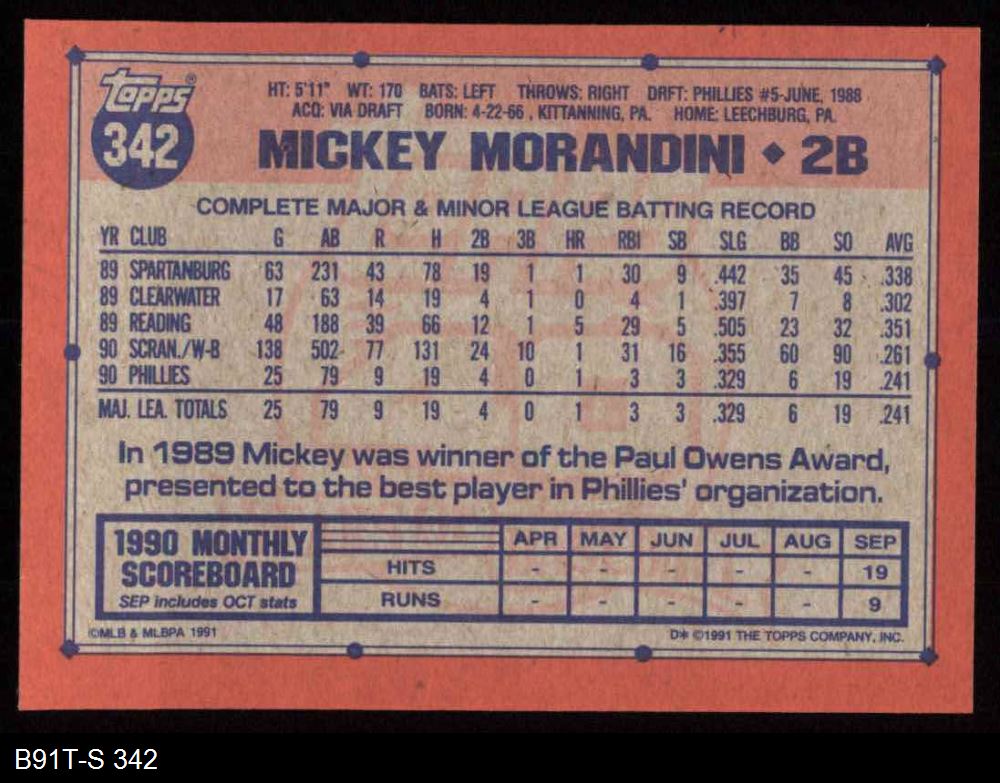 Topps®
342
HT: 5'11" WT: 170 BATS: LEFT THROWS: RIGHT DRFT: PHILLIES #5-JUNE, 1988
ACQ: VIA DRAFT BORN: 4-22-66, KITTANNING, PA. HOME: LEECHBURG, PA.
MICKEY MORANDINI ◆ 2B
COMPLETE MAJOR & MINOR LEAGUE BATTING RECORD
YR CLUB G AB R H 2B 3B HR RBI SB SLG BB SO AVG
89 SPARTANBURG 63 231 43 78 19 1 1 30 9 .442 35 45 .338
89 CLEARWATER 17 63 14 19 4 1 0 4 1 .397 7 8 .302
89 READING 48 188 39 66 12 1 5 29 5 .505 23 32 .351
90 SCRAN./W-B 138 502 77 131 24 10 1 31 16 .355 60 90 .261
90 PHILLIES 25 79 9 19 4 0 1 3 3 .329 6 19 .241
MAJ. LEA. TOTALS 25 79 9 19 4 0 1 3 3 .329 6 19 .241
In 1989 Mickey was winner of the Paul Owens Award,
presented to the best player in Phillies' organization.
1990 MONTHLY
SCOREBOARD
SEP includes OCT stats
APR MAY JUN JUL AUG SEP
HITS - - - - - 19
RUNS - - - - - 9
©MLB & MLBPA 1991
D* ©1991 THE TOPPS COMPANY, INC.
B91T-S 342